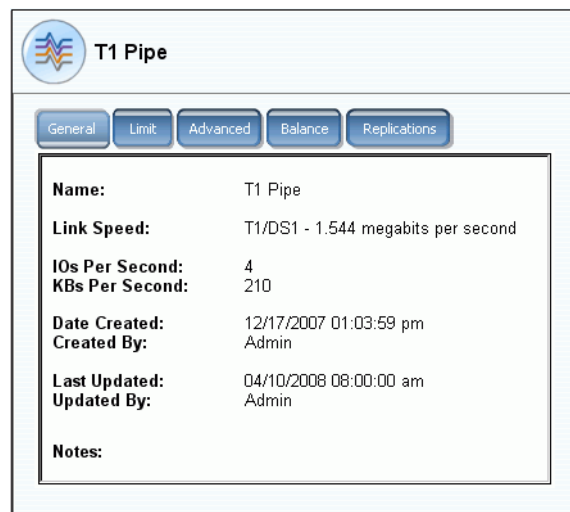 T1 Pipe
General Limit Advanced Balance Replications
Name: T1 Pipe
Link Speed: T1/DS1 - 1.544 megabits per second
IOs Per Second: 4
KBs Per Second: 210
Date Created: 12/17/2007 01:03:59 pm
Created By: Admin
Last Updated: 04/10/2008 08:00:00 am
Updated By: Admin
Notes: